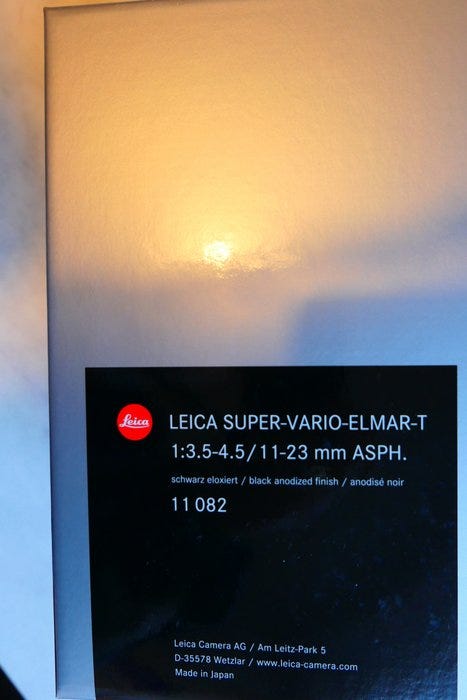 Leica
LEICA SUPER-VARIO-ELMAR-T
1:3.5-4.5/11-23 mm ASPH.
schwarz eloxiert / black anodized finish / anodisé noir
11 082
Leica Camera AG / Am Leitz-Park 5
D-35578 Wetzlar / www.leica-camera.com
Made in Japan